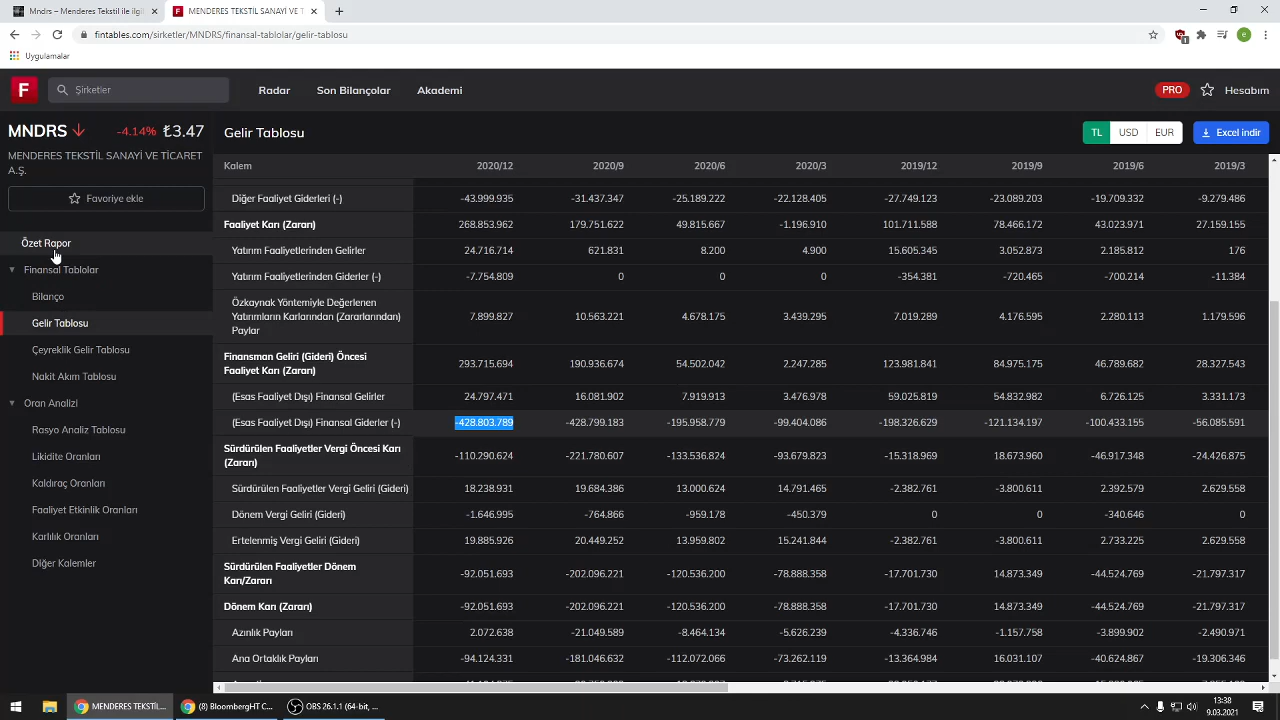 Mndrs – Menderes Tekstil ile ilgil
MENDERES TEKSTİL SANAYİ VE T
fintables.com/sirketler/MNDRS/finansal-tablolar/gelir-tablosu
Uygulamalar
F
Şirketler
Radar
Son Bilançolar
Akademi
PRO
Hesabım
MNDRS
-4.14%
₺3.47
MENDERES TEKSTİL SANAYİ VE TİCARET
A.Ş.
Favoriye ekle
Özet Rapor
Finansal Tablolar
Bilanço
Gelir Tablosu
Çeyreklik Gelir Tablosu
Nakit Akım Tablosu
Oran Analizi
Rasyo Analiz Tablosu
Likidite Oranları
Kaldıraç Oranları
Faaliyet Etkinlik Oranları
Karlılık Oranları
Diğer Kalemler
Gelir Tablosu
TL USD EUR
Excel indir
Kalem 2020/12 2020/9 2020/6 2020/3 2019/12 2019/9 2019/6 2019/3
Diğer Faaliyet Giderleri (-) -43.999.935 -31.437.347 -25.189.222 -22.128.405 -27.749.123 -23.089.203 -19.709.332 -9.279.486
Faaliyet Karı (Zararı) 268.853.962 179.751.622 49.815.667 -1.196.910 101.711.588 78.466.172 43.023.971 27.159.155
Yatırım Faaliyetlerinden Gelirler 24.716.714 621.831 8.200 4.900 15.605.345 3.052.873 2.185.812 176
Yatırım Faaliyetlerinden Giderler (-) -7.754.809 0 0 0 -354.381 -720.465 -700.214 -11.384
Özkaynak Yöntemiyle Değerlenen
Yatırımların Karlarından (Zararlarından) 7.899.827 10.563.221 4.678.175 3.439.295 7.019.289 4.176.595 2.280.113 1.179.596
Paylar
Finansman Geliri (Gideri) Öncesi
Faaliyet Karı (Zararı) 293.715.694 190.936.674 54.502.042 2.247.285 123.981.841 84.975.175 46.789.682 28.327.543
(Esas Faaliyet Dışı) Finansal Gelirler 24.797.471 16.081.902 7.919.913 3.476.978 59.025.819 54.832.982 6.726.125 3.331.173
(Esas Faaliyet Dışı) Finansal Giderler (-) -428.803.789 -428.799.183 -195.958.779 -99.404.086 -198.326.629 -121.134.197 -100.433.155 -56.085.591
Sürdürülen Faaliyetler Vergi Öncesi Karı
(Zararı) -110.290.624 -221.780.607 -133.536.824 -93.679.823 -15.318.969 18.673.960 -46.917.348 -24.426.875
Sürdürülen Faaliyetler Vergi Geliri (Gideri) 18.238.931 19.684.386 13.000.624 14.791.465 -2.382.761 -3.800.611 2.392.579 2.629.558
Dönem Vergi Geliri (Gideri) -1.646.995 -764.866 -959.178 -450.379 0 0 -340.646 0
Ertelenmiş Vergi Geliri (Gideri) 19.885.926 20.449.252 13.959.802 15.241.844 -2.382.761 -3.800.611 2.733.225 2.629.558
Sürdürülen Faaliyetler Dönem
Karı/Zararı -92.051.693 -202.096.221 -120.536.200 -78.888.358 -17.701.730 14.873.349 -44.524.769 -21.797.317
Dönem Karı (Zararı) -92.051.693 -202.096.221 -120.536.200 -78.888.358 -17.701.730 14.873.349 -44.524.769 -21.797.317
Azınlık Payları 2.072.638 -21.049.589 -8.464.134 -5.626.239 -4.336.746 -1.157.758 -3.899.902 -2.490.971
Ana Ortaklık Payları -94.124.331 -181.046.632 -112.072.066 -73.262.119 -13.364.984 16.031.107 -40.624.867 -19.306.346
MENDERES TEKSTİL...
(8) BloombergHT C...
OBS 26.1.1 (64-bit, ...
13:38
9.03.2021